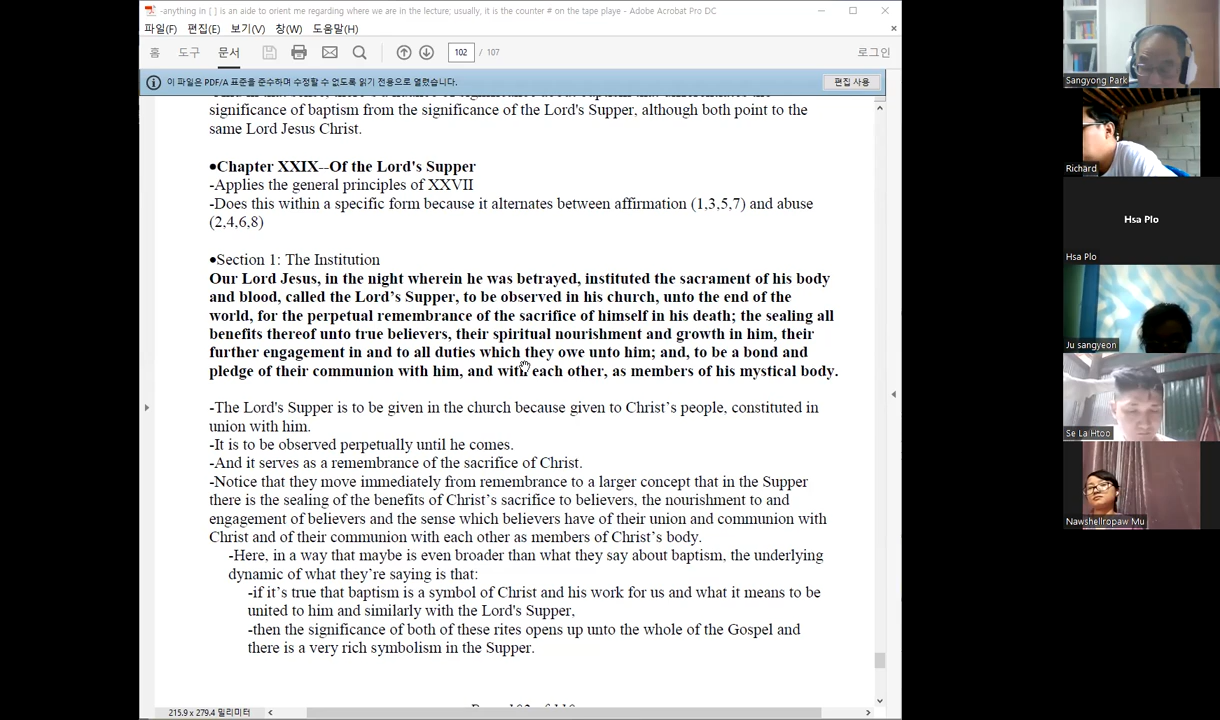 -anything in [ ] is an aide to orient me regarding where we are in the lecture; usually, it is the counter # on the tape playe - Adobe Acrobat Pro DC
파일(F) 편집(E) 보기(V) 창(W) 도움말(H)
홈 도구 문서 102 / 107 로그인
이 파일은 PDF/A 표준을 준수하며 수정할 수 없도록 읽기 전용으로 열렸습니다. 편집 사용
significance of baptism from the significance of the Lord's Supper, although both point to the
same Lord Jesus Christ.
•Chapter XXIX--Of the Lord's Supper
-Applies the general principles of XXVII
-Does this within a specific form because it alternates between affirmation (1,3,5,7) and abuse
(2,4,6,8)
•Section 1: The Institution
Our Lord Jesus, in the night wherein he was betrayed, instituted the sacrament of his body
and blood, called the Lord's Supper, to be observed in his church, unto the end of the
world, for the perpetual remembrance of the sacrifice of himself in his death; the sealing all
benefits thereof unto true believers, their spiritual nourishment and growth in him, their
further engagement in and to all duties which they owe unto him; and, to be a bond and
pledge of their communion with him, and with each other, as members of his mystical body.
-The Lord's Supper is to be given in the church because given to Christ's people, constituted in
union with him.
-It is to be observed perpetually until he comes.
-And it serves as a remembrance of the sacrifice of Christ.
-Notice that they move immediately from remembrance to a larger concept that in the Supper
there is the sealing of the benefits of Christ's sacrifice to believers, the nourishment to and
engagement of believers and the sense which believers have of their union and communion with
Christ and of their communion with each other as members of Christ's body.
-Here, in a way that maybe is even broader than what they say about baptism, the underlying
dynamic of what they're saying is that:
-if it's true that baptism is a symbol of Christ and his work for us and what it means to be
united to him and similarly with the Lord's Supper,
-then the significance of both of these rites opens up unto the whole of the Gospel and
there is a very rich symbolism in the Supper.
215.9 x 279.4 밀리미터
Sangyong Park
Richard
Hsa Plo
Hsa Plo
Ju sangyeon
Se La Htoo
Nawshellropaw Mu